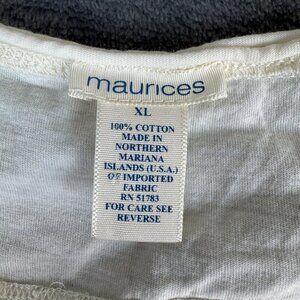 maurices
XL
100% COTTON
MADE IN
NORTHERN
MARIANA
ISLANDS (U.S.A.)
OF IMPORTED
FABRIC
RN 51783
FOR CARE SEE
REVERSE